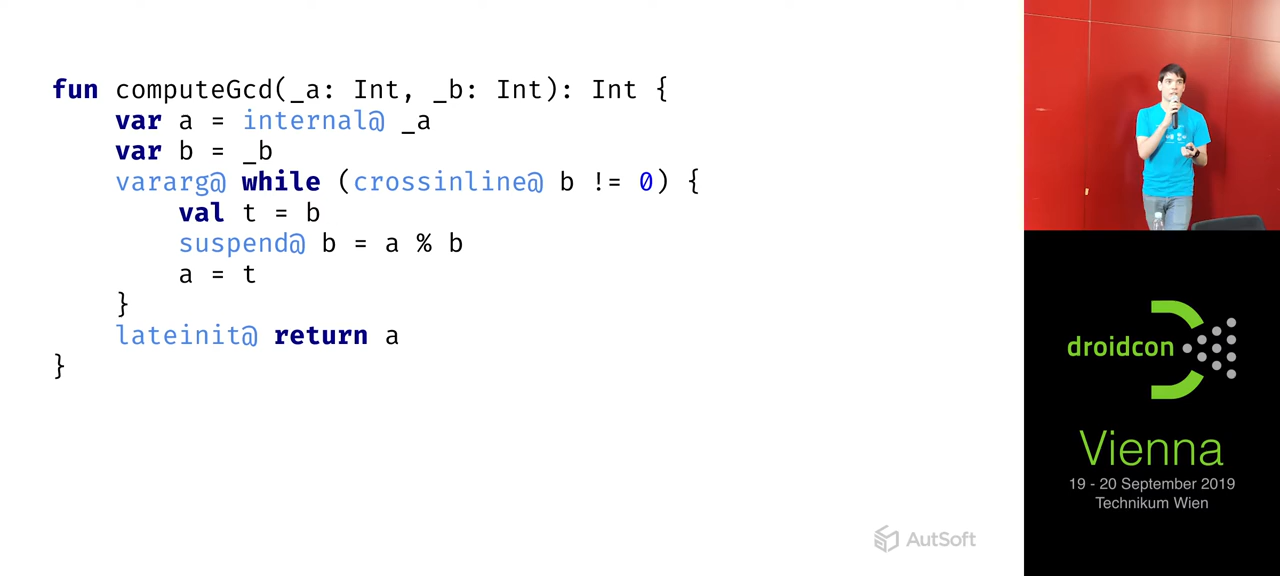 fun computeGcd(_a: Int, _b: Int): Int {
    var a = internal@ _a
    var b = _b
    vararg@ while (crossinline@ b != 0) {
        val t = b
        suspend@ b = a % b
        a = t
    }
    lateinit@ return a
}
AutSoft
droidcon
Vienna
19 - 20 September 2019
Technikum Wien